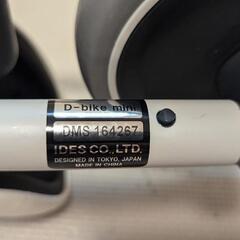 D-bike mini
DMS 164267
IDES CO.,LTD.
DESIGNED IN TOKYO, JAPAN
MADE IN CHINA